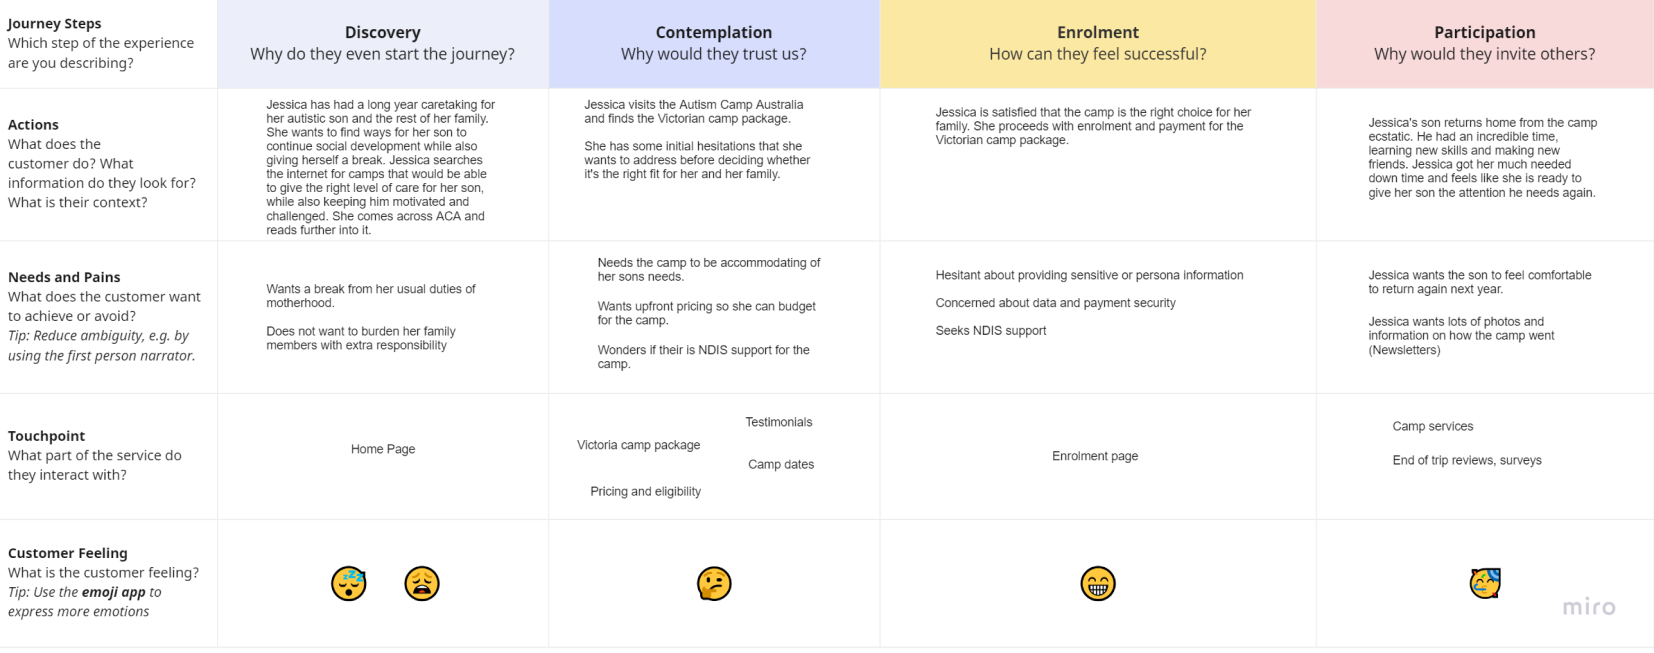 Journey Steps
Which step of the experience
are you describing?
Discovery
Why do they even start the journey?
Contemplation
Why would they trust us?
Enrolment
How can they feel successful?
Participation
Why would they invite others?
Actions
What does the
customer do? What
information do they look for?
What is their context?
Jessica has had a long year caretaking for
her autistic son and the rest of her family.
She wants to find ways for her son to
continue social development while also
giving herself a break. Jessica searches
the internet for camps that would be able
to give the right level of care for her son,
while also keeping him motivated and
challenged. She comes across ACA and
reads further into it.
Jessica visits the Autism Camp Australia
and finds the Victorian camp package.
She has some initial hesitations that she
wants to address before deciding whether
it's the right fit for her and her family.
Jessica is satisfied that the camp is the right choice for her
family. She proceeds with enrolment and payment for the
Victorian camp package.
Jessica's son returns home from the camp
ecstatic. He had an incredible time,
learning new skills and making new
friends. Jessica got her much needed
down time and feels like she is ready to
give her son the attention he needs again.
Needs and Pains
What does the customer want
to achieve or avoid?
Tip: Reduce ambiguity, e.g. by
using the first person narrator.
Wants a break from her usual duties of
motherhood.
Does not want to burden her family
members with extra responsibility
Needs the camp to be accommodating of
her sons needs.
Wants upfront pricing so she can budget
for the camp.
Wonders if their is NDIS support for the
camp.
Hesitant about providing sensitive or persona information
Concerned about data and payment security
Seeks NDIS support
Jessica wants the son to feel comfortable
to return again next year.
Jessica wants lots of photos and
information on how the camp went
(Newsletters)
Touchpoint
What part of the service do
they interact with?
Home Page
Testimonials
Victoria camp package
Camp dates
Pricing and eligibility
Enrolment page
Camp services
End of trip reviews, surveys
Customer Feeling
What is the customer feeling?
Tip: Use the emoji app to
express more emotions
miro